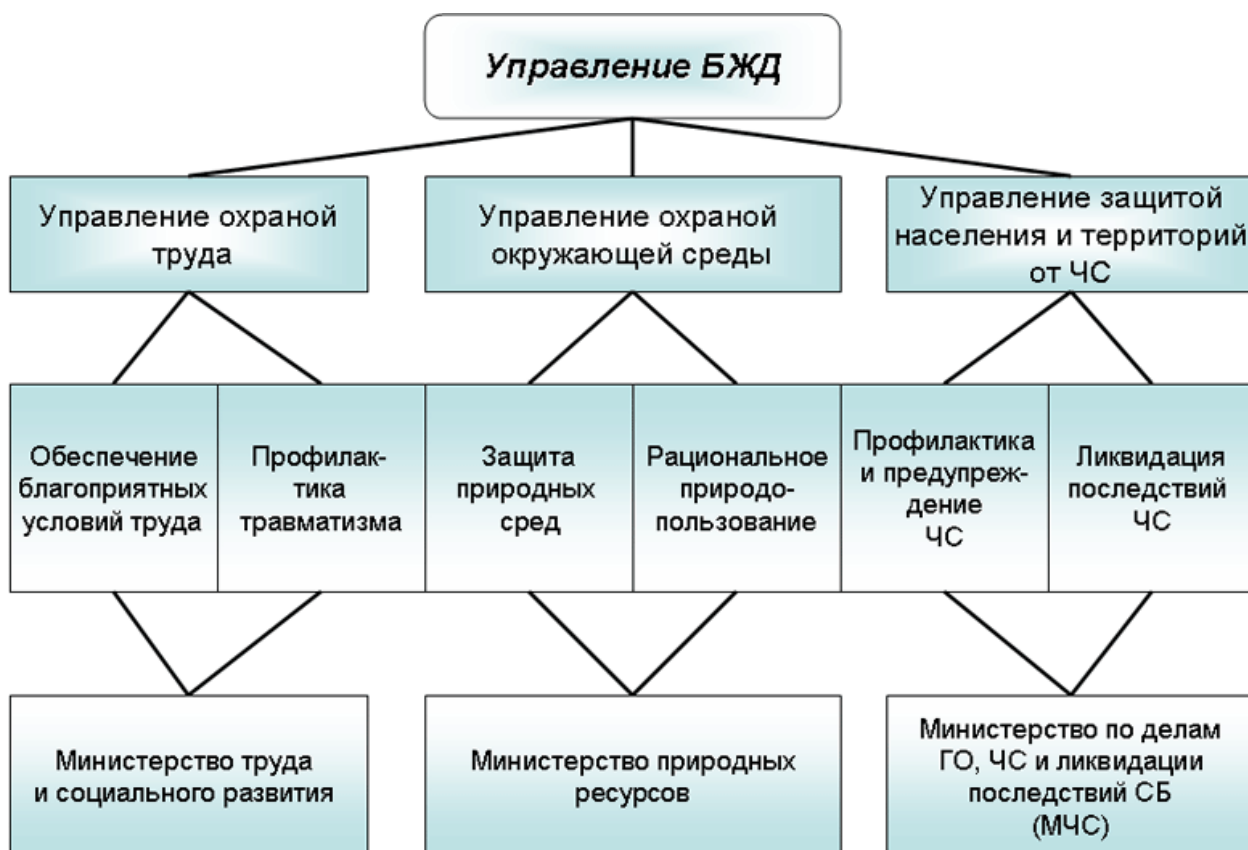 Управление БЖД
Управление охраной
труда
Управление охраной
окружающей среды
Управление защитой
населения и территорий
от ЧС
Обеспечение
благоприятных
условий труда
Профилак-
тика
травматизма
Защита
природных
сред
Рациональное
природо-
пользование
Профилактика
и предупреж-
дение
ЧС
Ликвидация
последствий
ЧС
Министерство труда
и социального развития
Министерство природных
ресурсов
Министерство по делам
ГО, ЧС и ликвидации
последствий СБ
(МЧС)